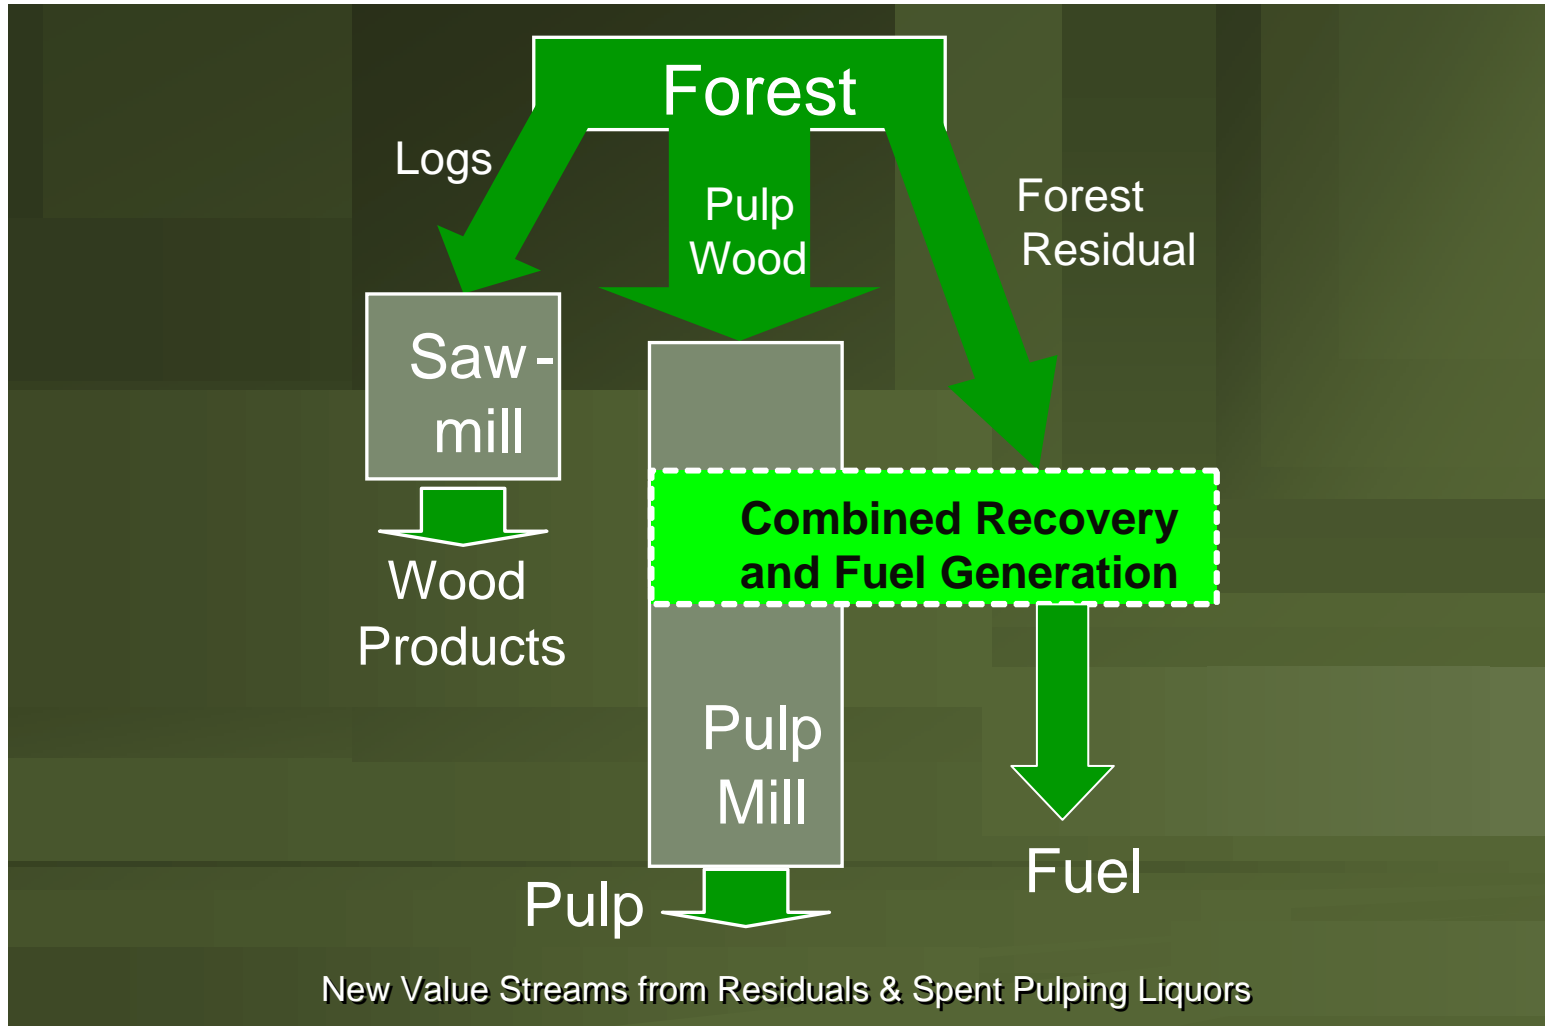 Forest
Logs
Pulp
Wood
Forest
Residual
Saw-
mill
Combined Recovery
and Fuel Generation
Wood
Products
Pulp
Mill
Fuel
Pulp
New Value Streams from Residuals & Spent Pulping Liquors